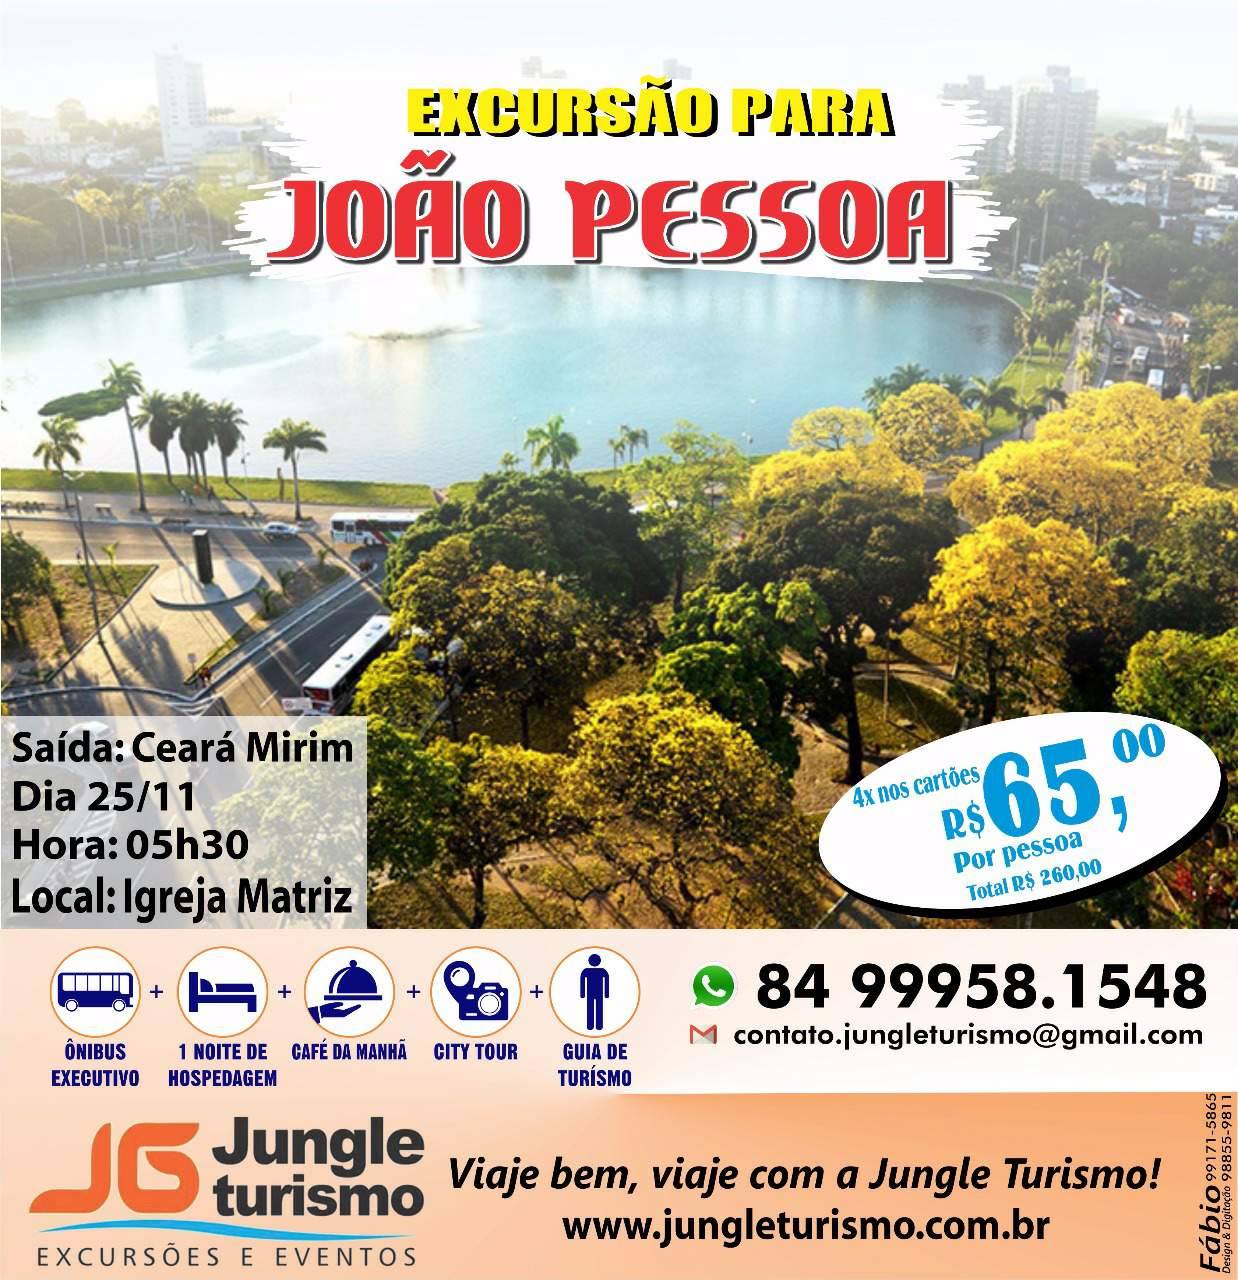 EXCURSÃO PARA
JOÃO PESSOA
Saída: Ceará Mirim
Dia 25/11
Hora: 05h30
Local: Igreja Matriz
4x nos cartões
R$ 65,00
Por pessoa
Total R$ 260,00
ÔNIBUS
EXECUTIVO
+
1 NOITE DE
HOSPEDAGEM
+
CAFÉ DA MANHÃ
+
CITY TOUR
+
GUIA DE
TURÍSMO
84 99958.1548
contato.jungleturismo@gmail.com
JG Jungle
turismo
EXCURSÕES E EVENTOS
Viaje bem, viaje com a Jungle Turismo!
www.jungleturismo.com.br
Fábio 99171-5865
Design & Digitação 98855-9811